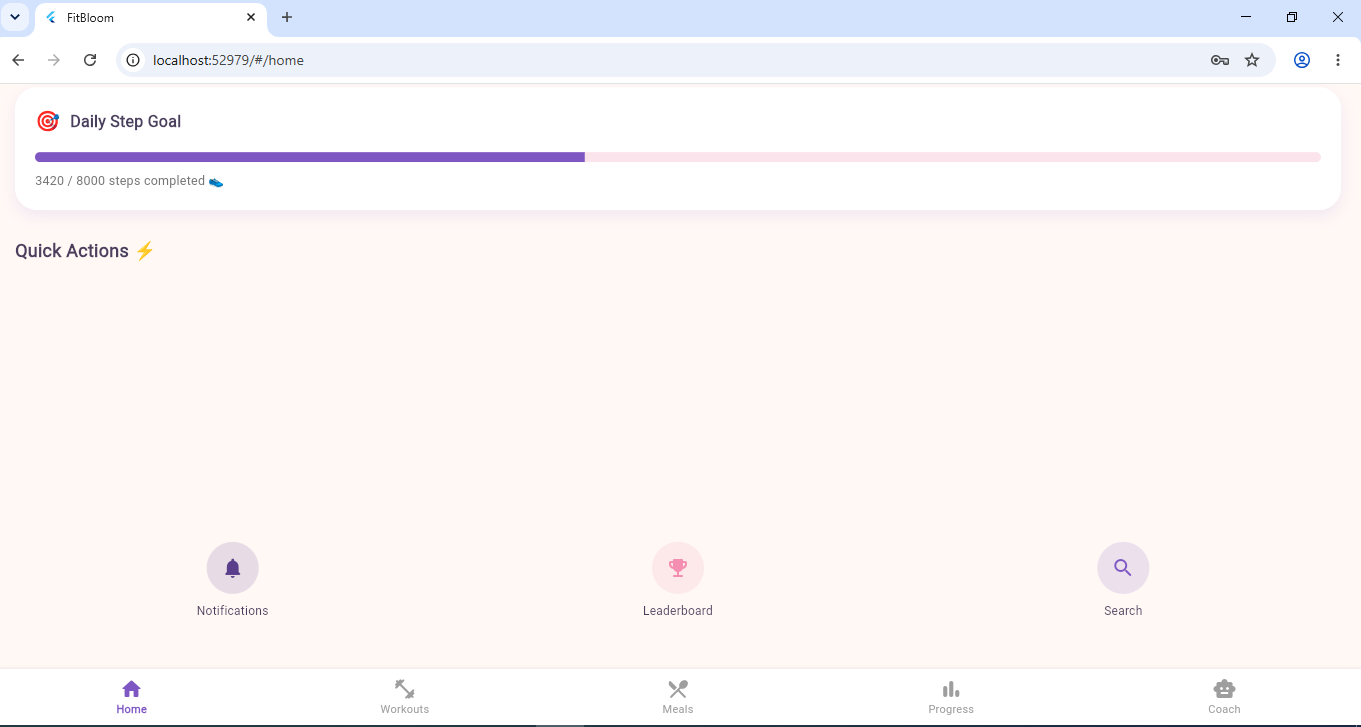 FitBloom
localhost:52979/#/home
🎯 Daily Step Goal
3420 / 8000 steps completed 👟
Quick Actions ⚡
Notifications
Leaderboard
Search
Home
Workouts
Meals
Progress
Coach